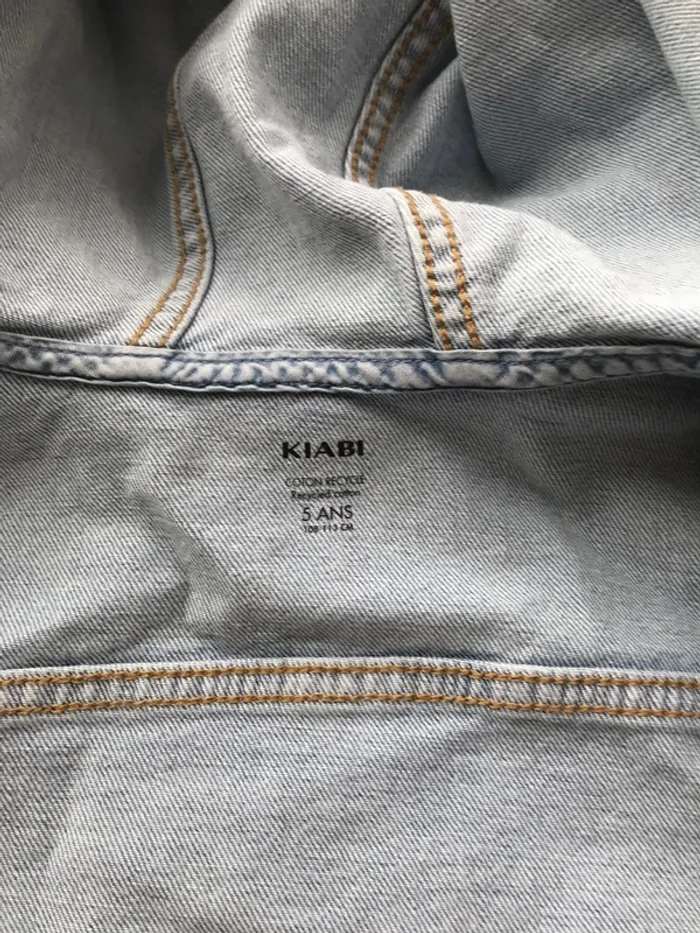 KIABI
COTON RECYCLÉ
Recycled cotton
5 ANS
108-113 CM